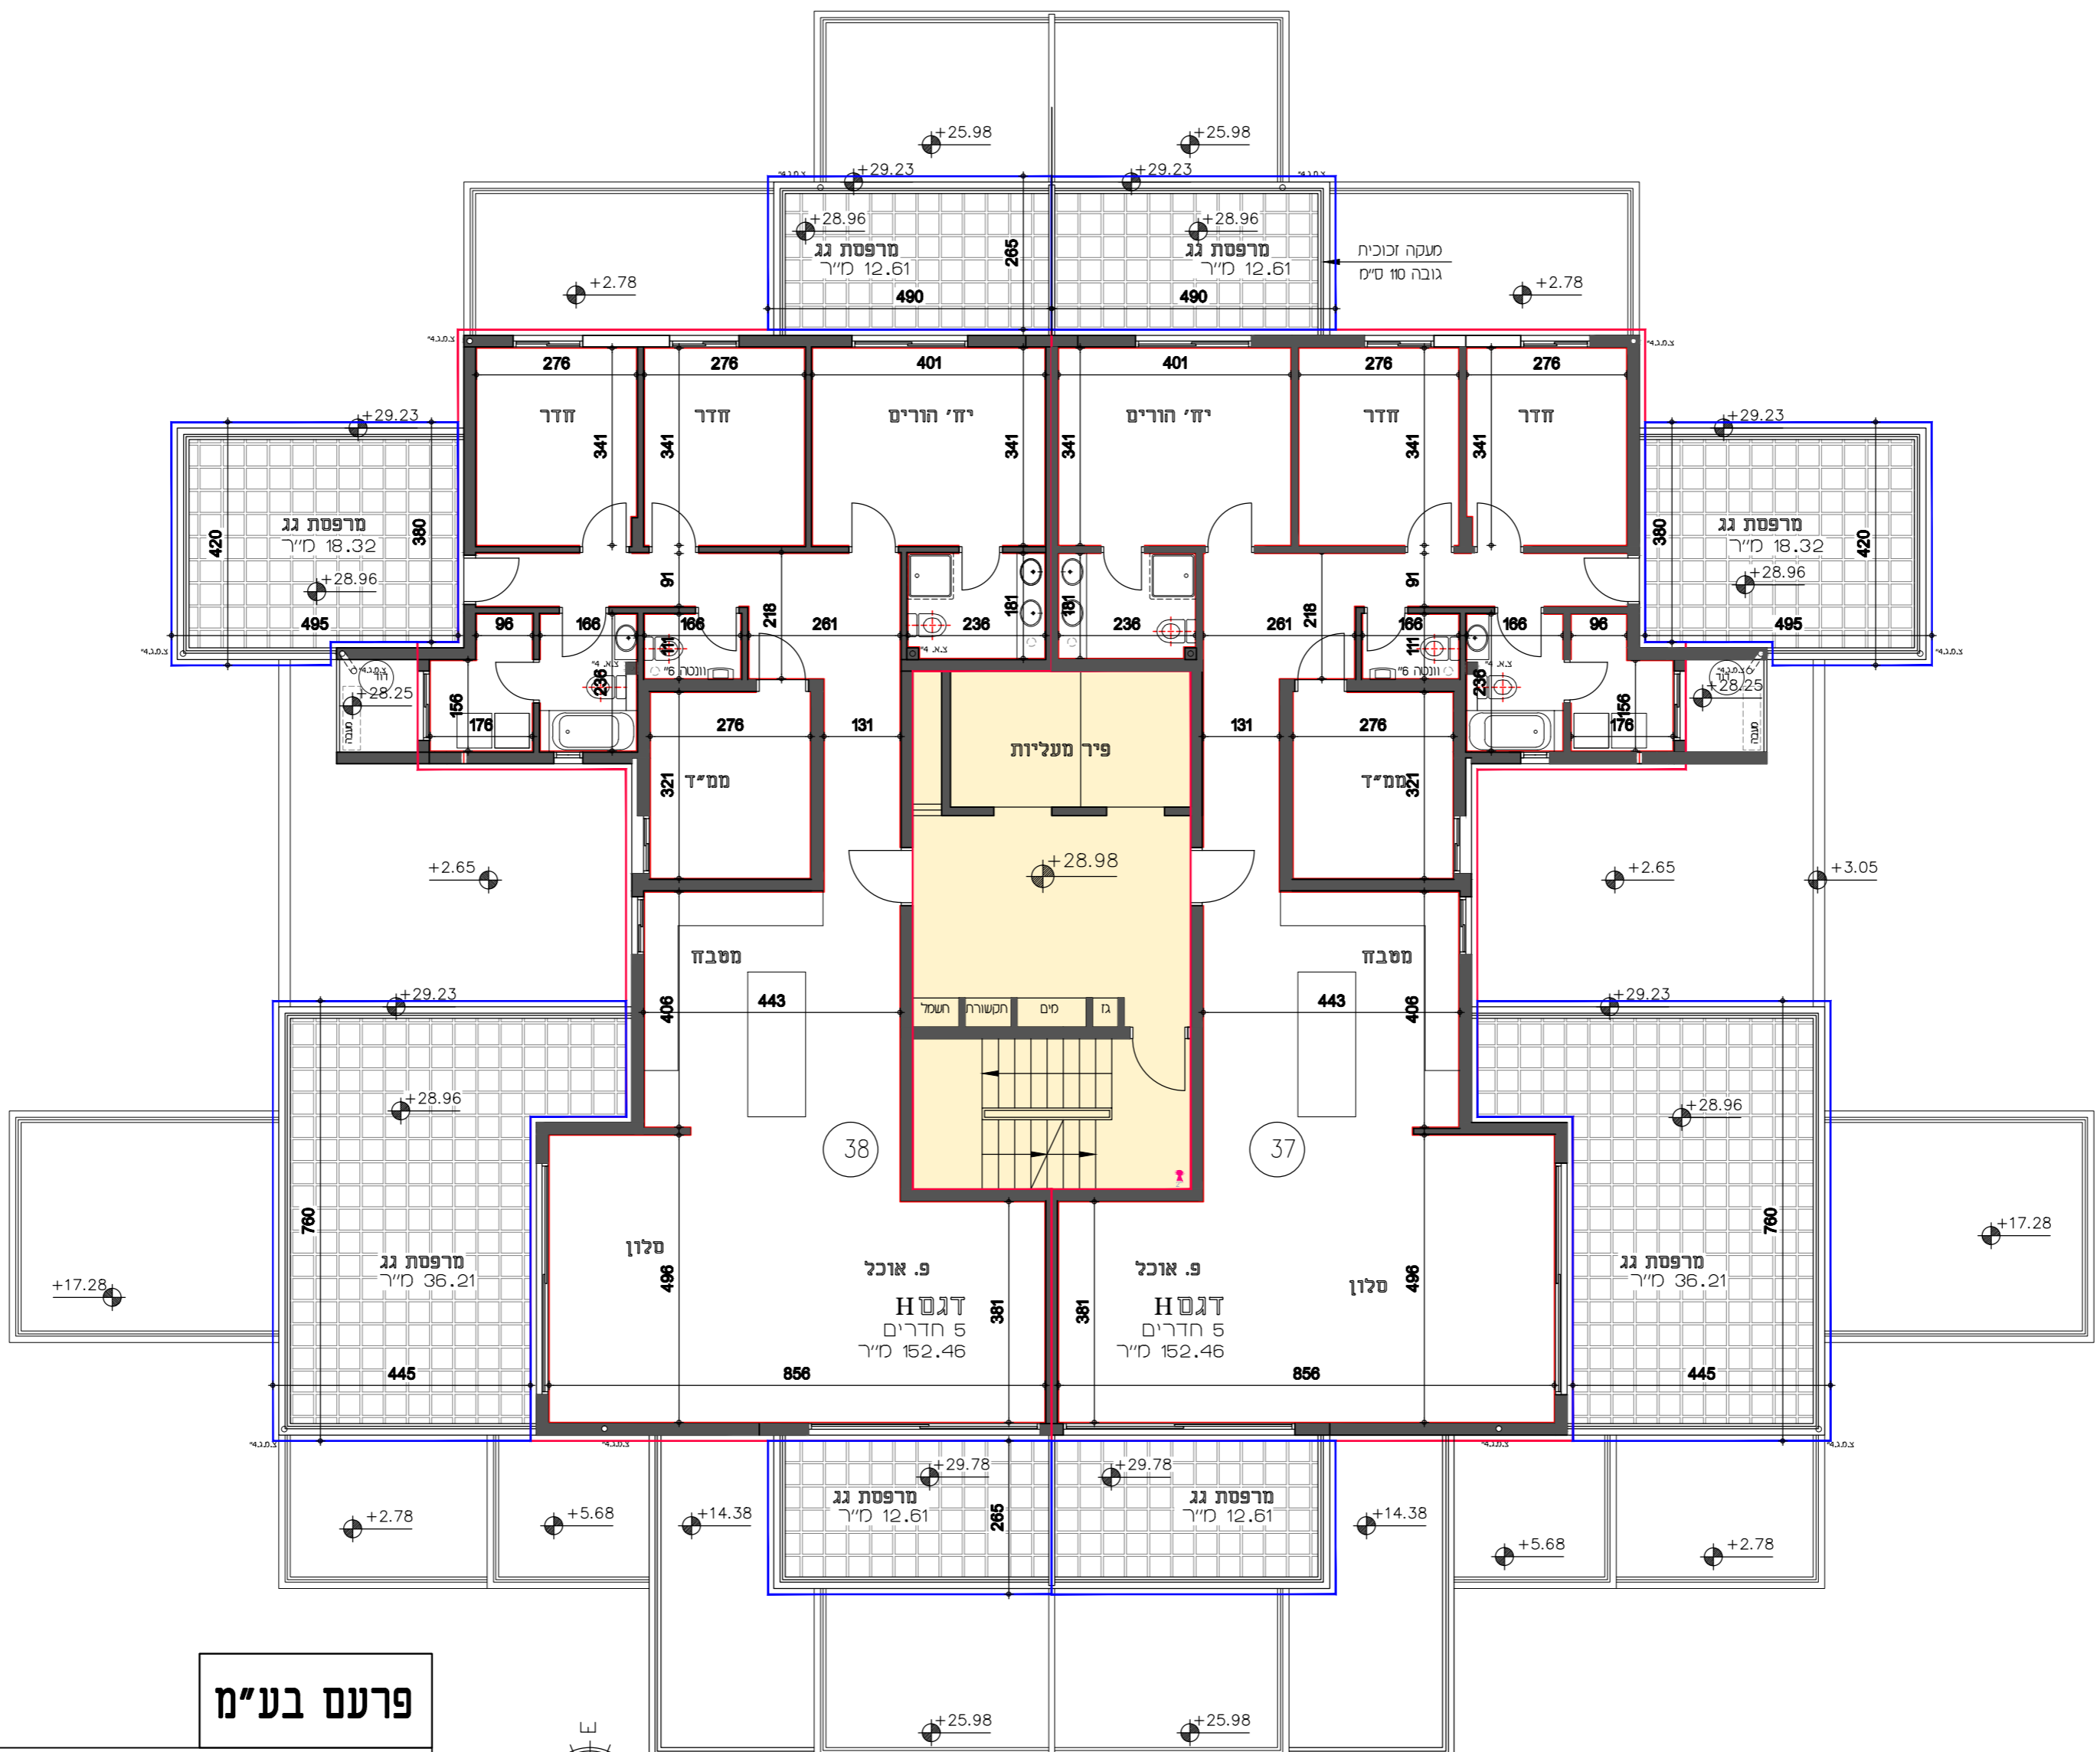 +25.98 +25.98
+29.23 +29.23
+28.96 +28.96
מרפסת גג
12.61 מ״ר
מרפסת גג
12.61 מ״ר
265
490 490
מעקה זכוכית
גובה 110 ס״מ
+2.78 +2.78
276 276 401 401 276 276
חדר חדר יח׳ הורים יח׳ הורים חדר חדר
341 341 341 341 341 341
+29.23 +29.23
420 380 380 420
מרפסת גג
18.32 מ״ר
מרפסת גג
18.32 מ״ר
+28.96 +28.96
91 218 181 181 218 91
495 96 166 166 261 236 236 261 166 166 96 495
111 111
וונטה 6״ וונטה 6״
236 236
+28.25 +28.25
מעבה מעבה
156 176 276 131 131 276 156 176
פיר מעליות
321 ממ״ד ממ״ד 321
+28.98
+2.65 +2.65 +3.05
מטבח מטבח
406 443 443 406
חשמל תקשורת מים גז
+29.23 +29.23
+28.96 +28.96
38 37
760 760
מרפסת גג
36.21 מ״ר
מרפסת גג
36.21 מ״ר
+17.28 +17.28
סלון פ. אוכל פ. אוכל סלון
496 381 381 496
דגם H
5 חדרים
152.46 מ״ר
דגם H
5 חדרים
152.46 מ״ר
445 856 856 445
+29.78 +29.78
מרפסת גג
12.61 מ״ר
מרפסת גג
12.61 מ״ר
265
+2.78 +5.68 +14.38 +14.38 +5.68 +2.78
+25.98 +25.98
פרעם בע״מ
E